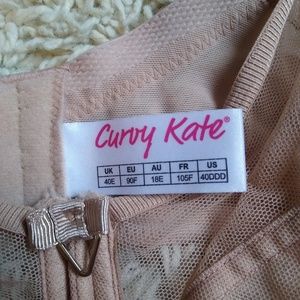 Curvy Kate®
UK EU AU FR US
40E 90F 18E 105F 40DDD